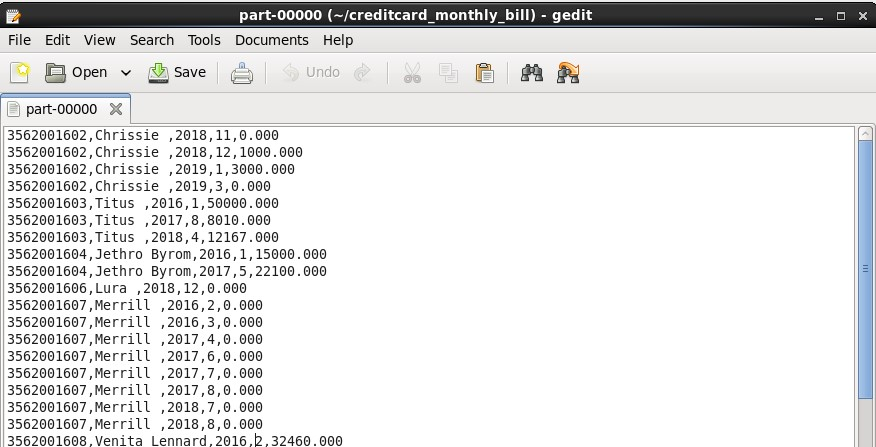 part-00000 (~/creditcard_monthly_bill) - gedit
File Edit View Search Tools Documents Help
Open Save Undo
part-00000
3562001602,Chrissie ,2018,11,0.000
3562001602,Chrissie ,2018,12,1000.000
3562001602,Chrissie ,2019,1,3000.000
3562001602,Chrissie ,2019,3,0.000
3562001603,Titus ,2016,1,50000.000
3562001603,Titus ,2017,8,8010.000
3562001603,Titus ,2018,4,12167.000
3562001604,Jethro Byrom,2016,1,15000.000
3562001604,Jethro Byrom,2017,5,22100.000
3562001606,Lura ,2018,12,0.000
3562001607,Merrill ,2016,2,0.000
3562001607,Merrill ,2016,3,0.000
3562001607,Merrill ,2017,4,0.000
3562001607,Merrill ,2017,6,0.000
3562001607,Merrill ,2017,7,0.000
3562001607,Merrill ,2017,8,0.000
3562001607,Merrill ,2018,7,0.000
3562001607,Merrill ,2018,8,0.000
3562001608,Venita Lennard,2016,2,32460.000